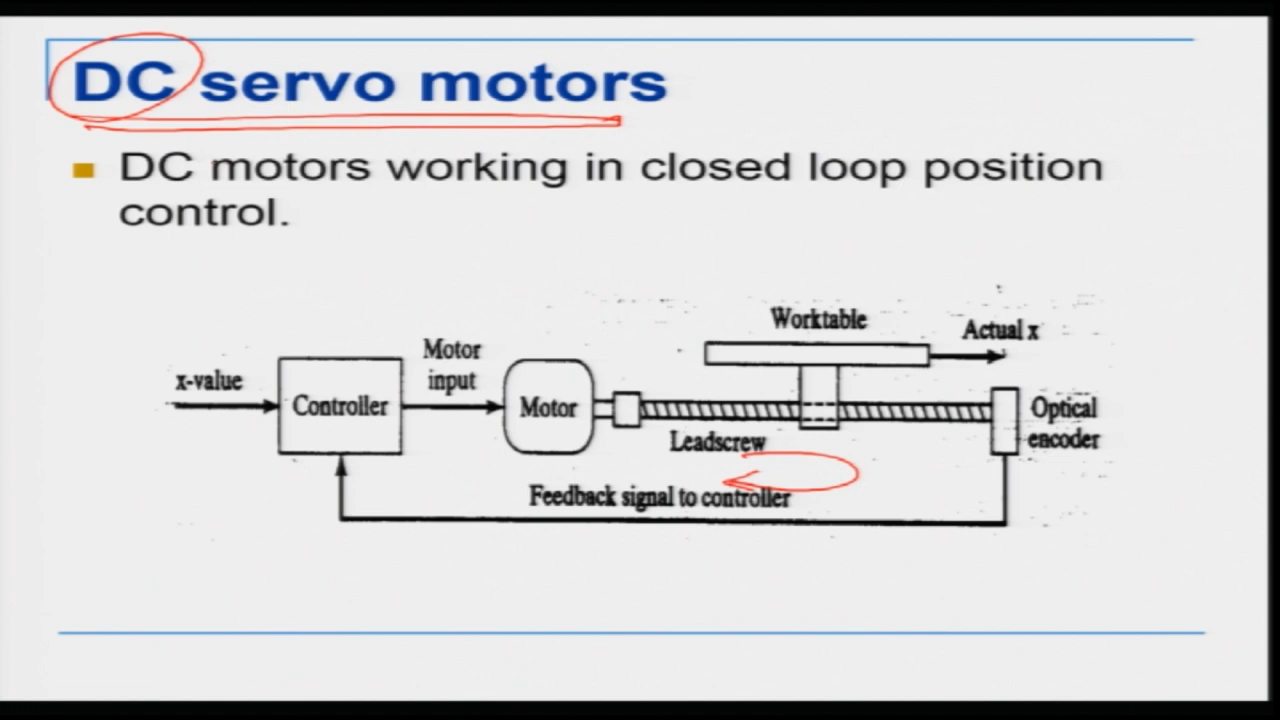 DC servo motors
DC motors working in closed loop position
control.
Worktable
Actual x
Motor
input
x-value
Controller
Motor
Optical
encoder
Leadscrew
Feedback signal to controller